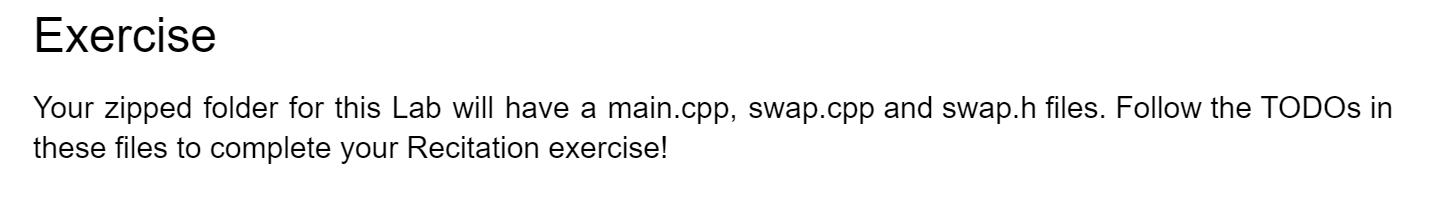 Exercise
Your zipped folder for this Lab will have a main.cpp, swap.cpp and swap.h files. Follow the TODOs in
these files to complete your Recitation exercise!